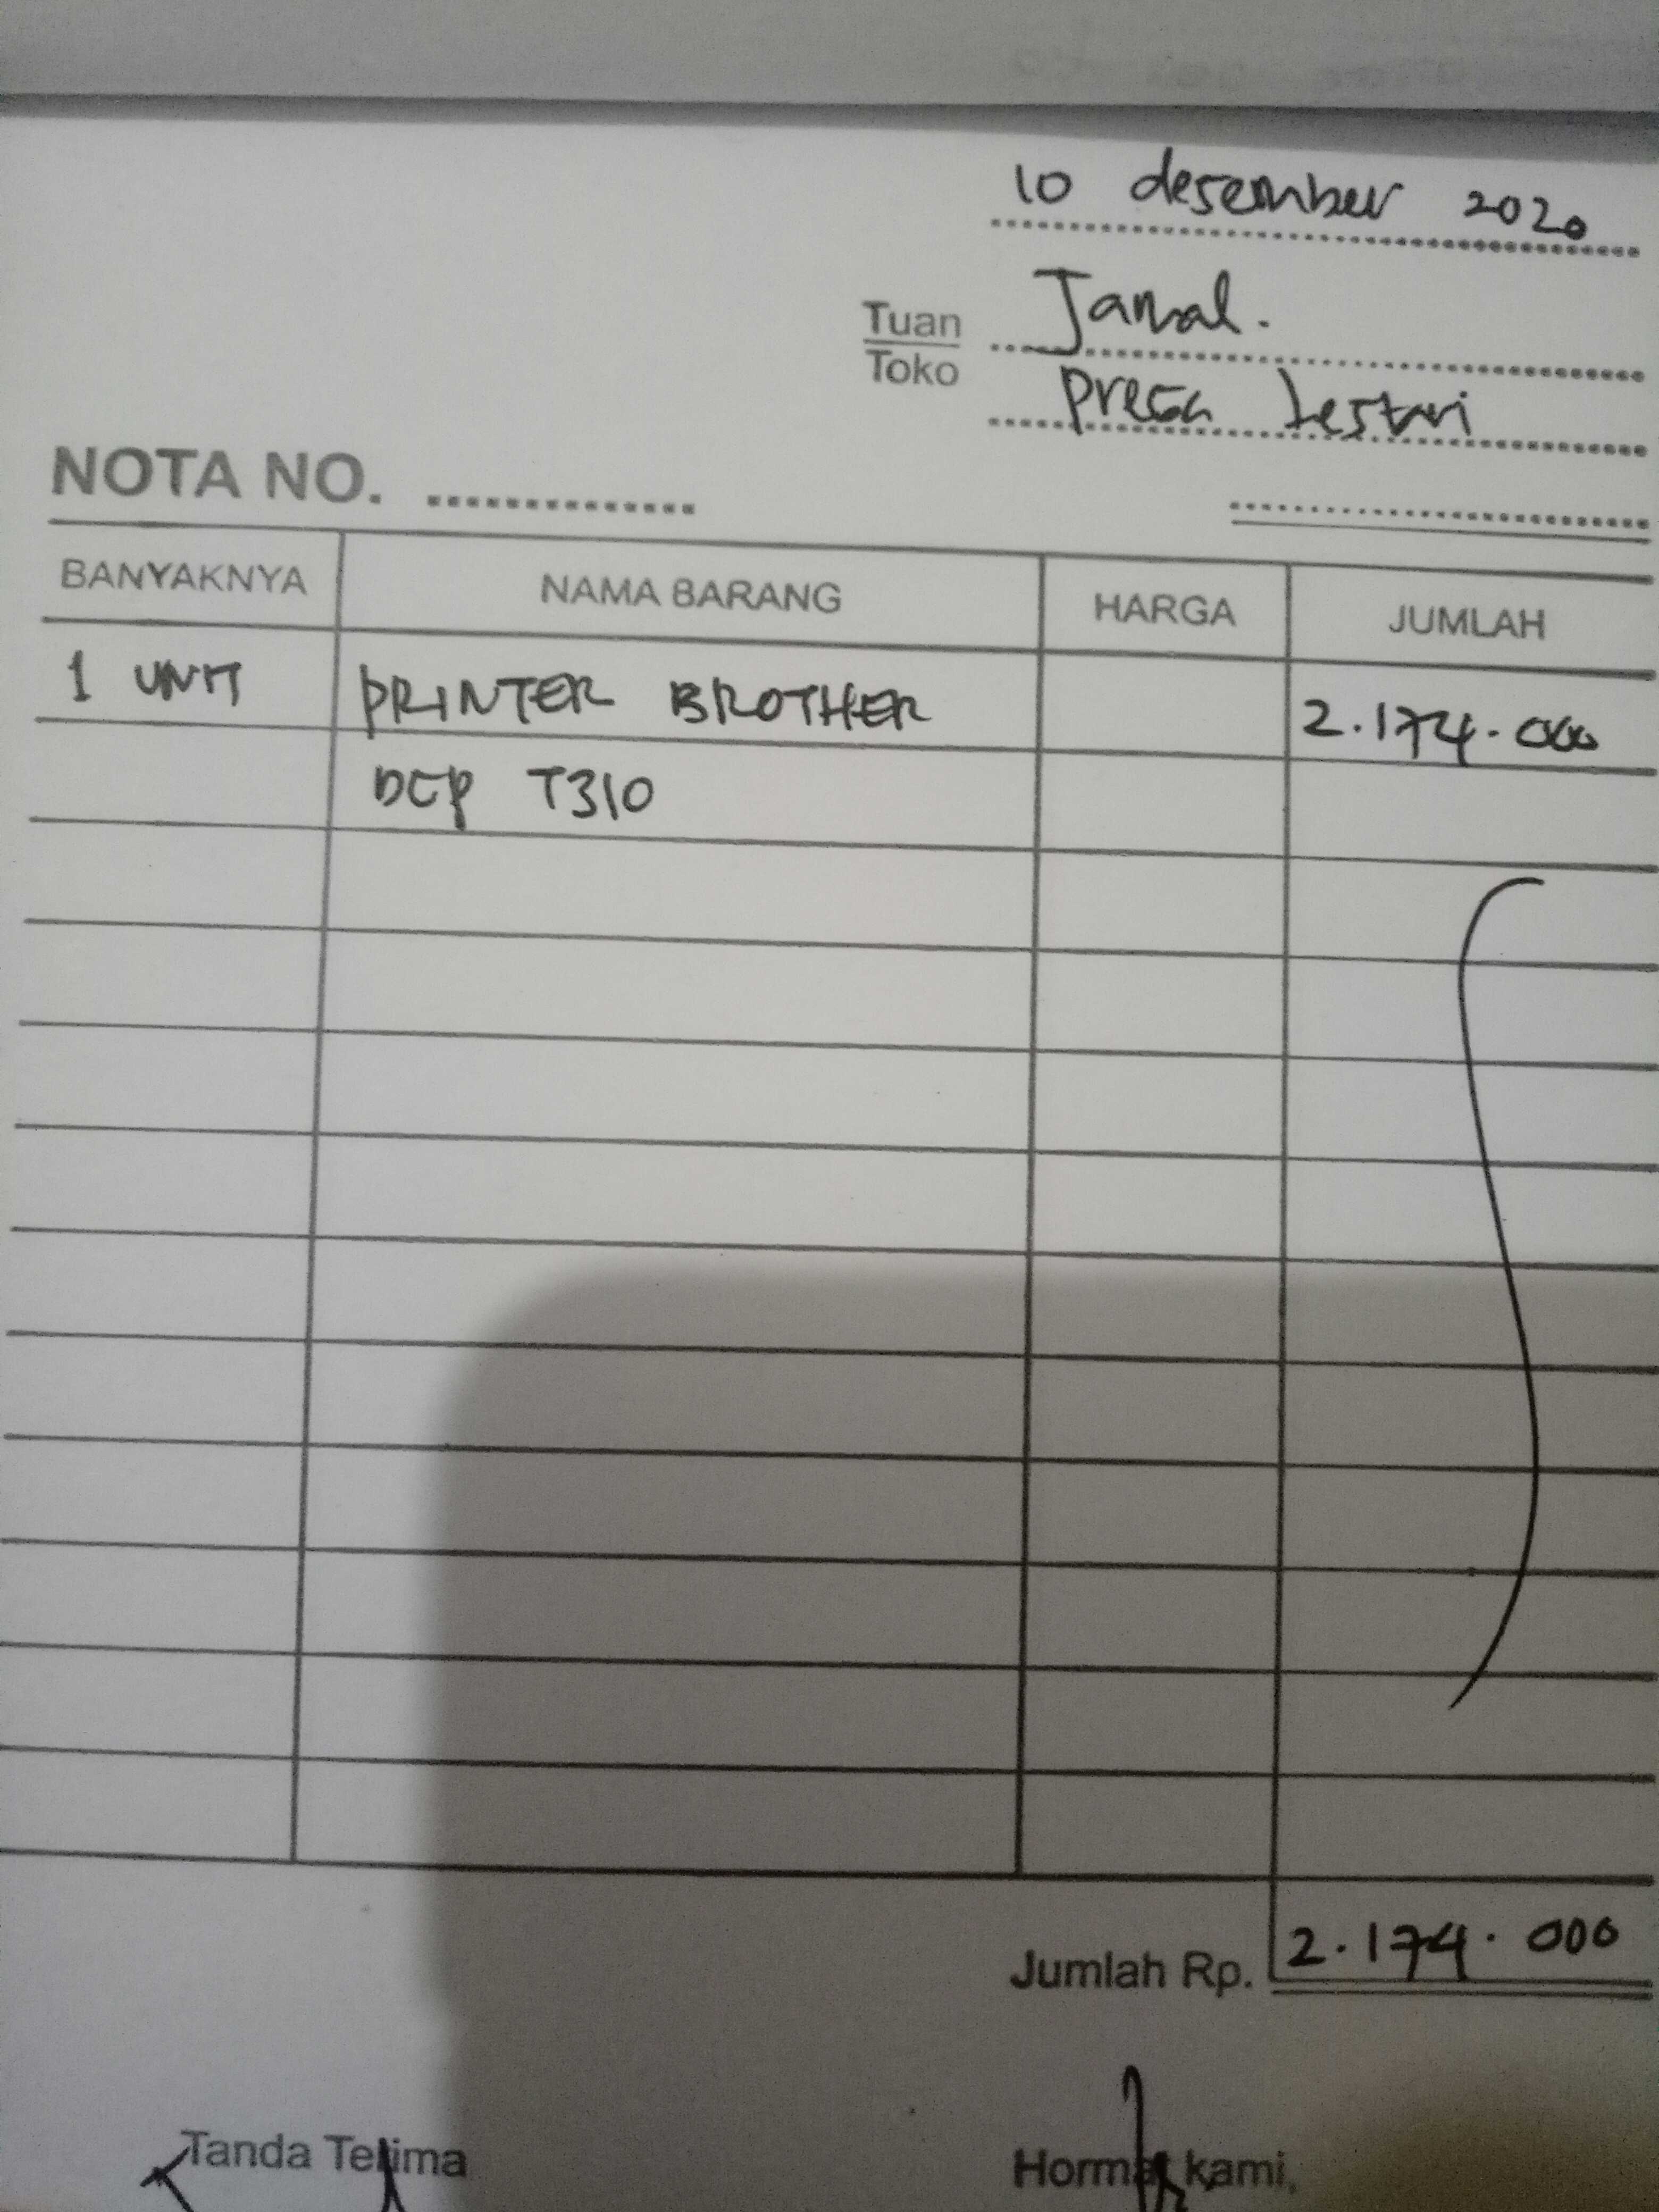 10 desember 2020
Tuan Jamal.
Toko
Lestari
NOTA NO. ...............
BANYAKNYA NAMA BARANG HARGA JUMLAH
1 UNIT PRINTER BROTHER 2.174.000
DCP T310
Jumlah Rp. 2.174.000
Tanda Terima Hormat kami,